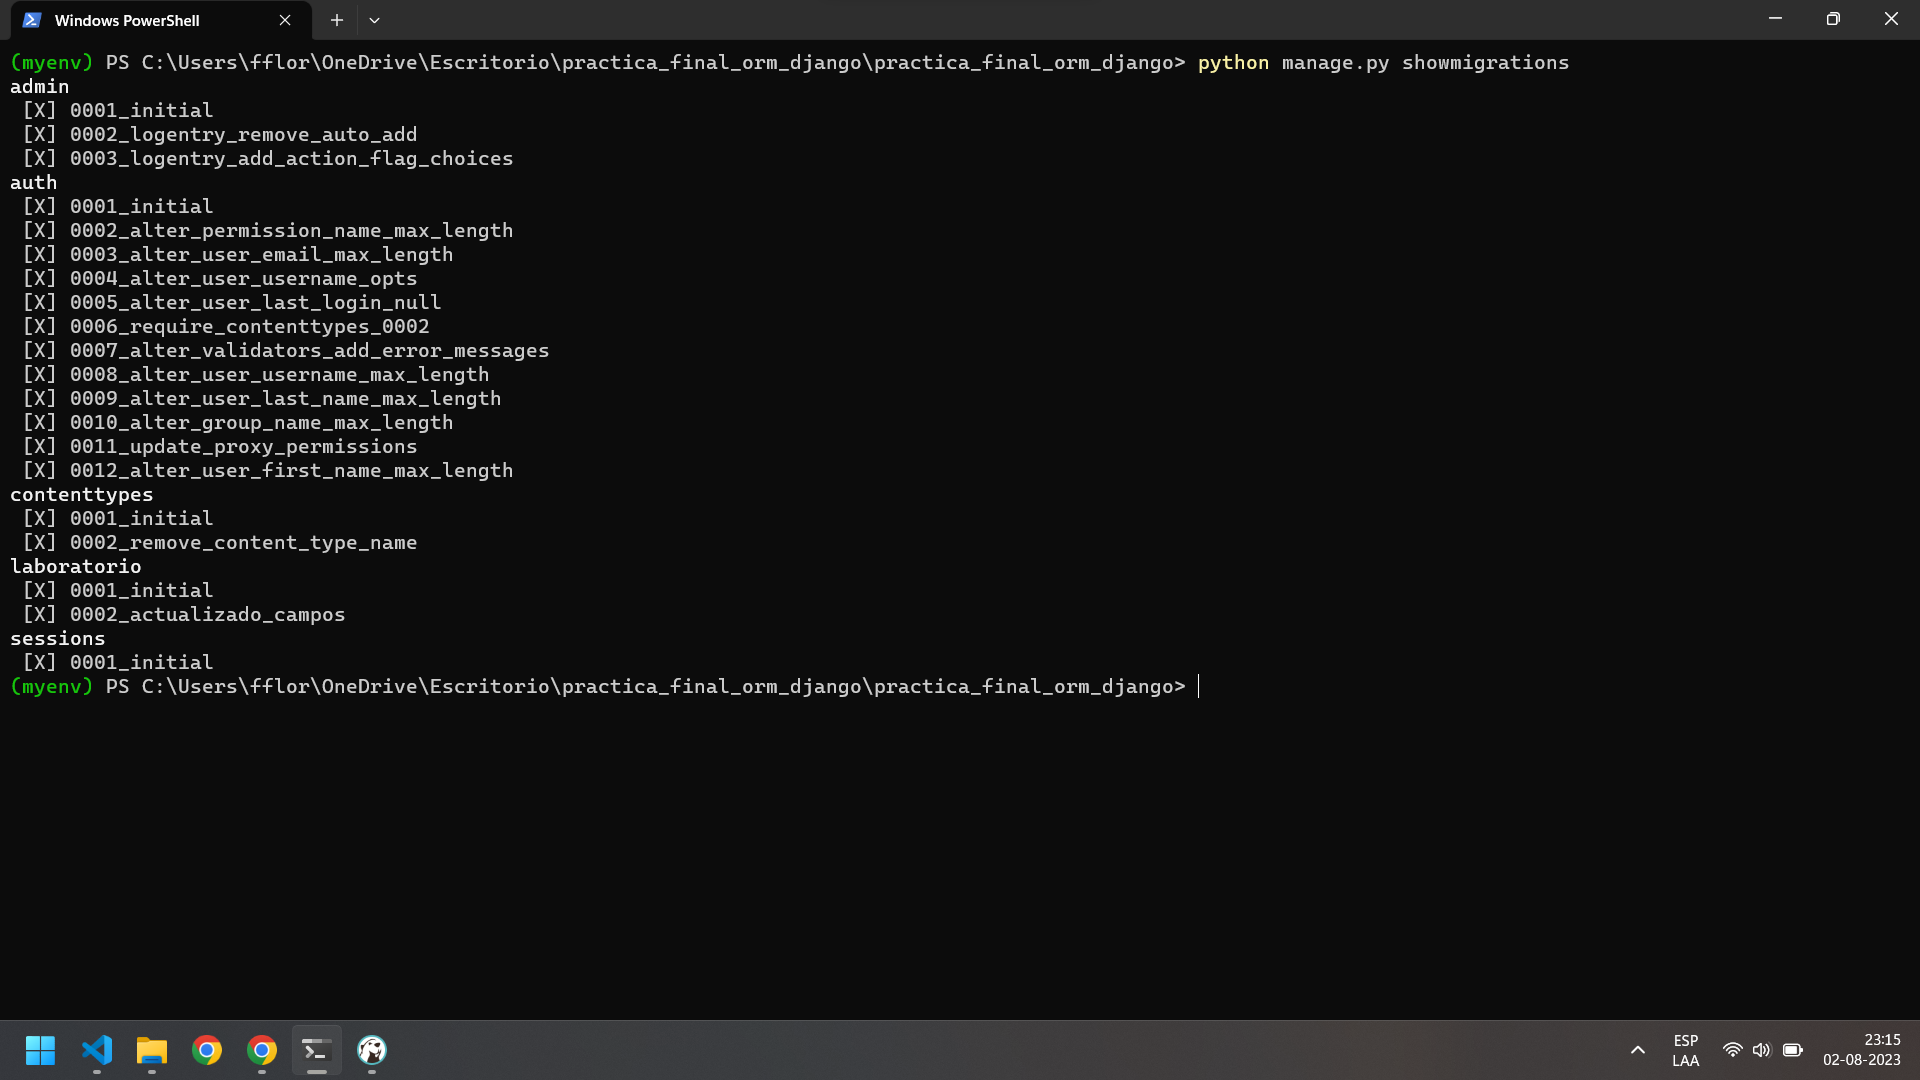 Windows PowerShell
(myenv) PS C:\Users\fflor\OneDrive\Escritorio\practica_final_orm_django\practica_final_orm_django> python manage.py showmigrations
admin
 [X] 0001_initial
 [X] 0002_logentry_remove_auto_add
 [X] 0003_logentry_add_action_flag_choices
auth
 [X] 0001_initial
 [X] 0002_alter_permission_name_max_length
 [X] 0003_alter_user_email_max_length
 [X] 0004_alter_user_username_opts
 [X] 0005_alter_user_last_login_null
 [X] 0006_require_contenttypes_0002
 [X] 0007_alter_validators_add_error_messages
 [X] 0008_alter_user_username_max_length
 [X] 0009_alter_user_last_name_max_length
 [X] 0010_alter_group_name_max_length
 [X] 0011_update_proxy_permissions
 [X] 0012_alter_user_first_name_max_length
contenttypes
 [X] 0001_initial
 [X] 0002_remove_content_type_name
laboratorio
 [X] 0001_initial
 [X] 0002_actualizado_campos
sessions
 [X] 0001_initial
(myenv) PS C:\Users\fflor\OneDrive\Escritorio\practica_final_orm_django\practica_final_orm_django>
ESP
LAA
23:15
02-08-2023